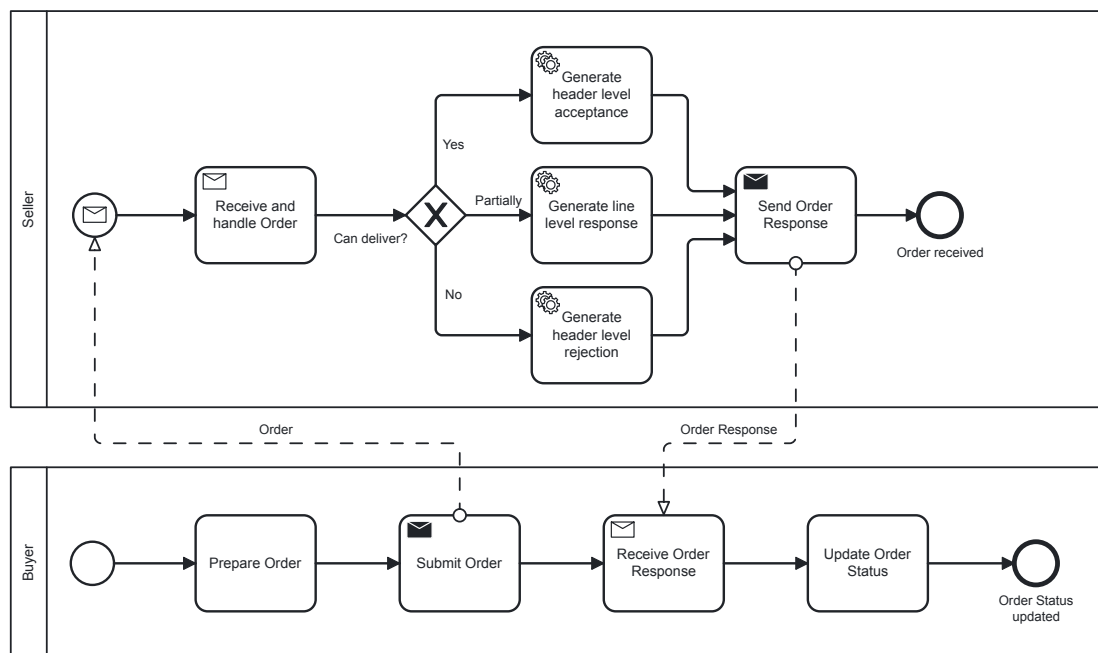 Seller
Generate
header level
acceptance
Yes
Receive and
handle Order
Can deliver?
Partially
Generate line
level response
Send Order
Response
Order received
No
Generate
header level
rejection
Order
Order Response
Buyer
Prepare Order
Submit Order
Receive Order
Response
Update Order
Status
Order Status
updated